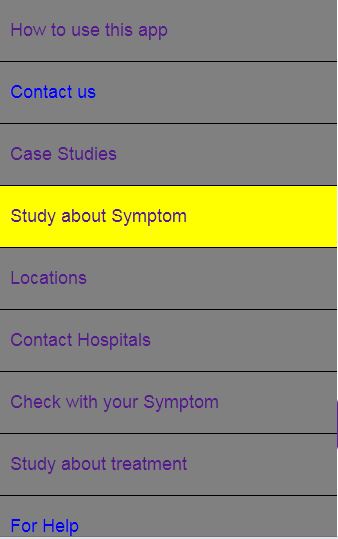 How to use this app
Contact us
Case Studies
Study about Symptom
Locations
Contact Hospitals
Check with your Symptom
Study about treatment
For Help